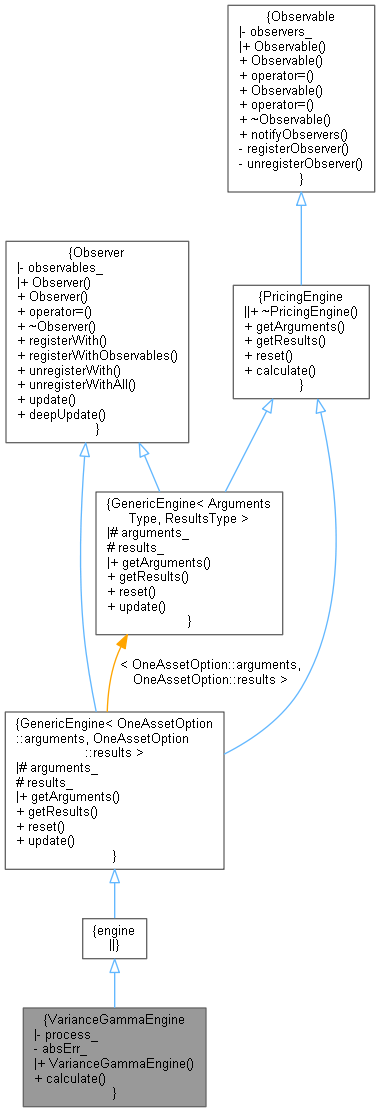 {Observable
|- observers_
|+ Observable()
+ Observable()
+ operator=()
+ Observable()
+ operator=()
+ ~Observable()
+ notifyObservers()
- registerObserver()
- unregisterObserver()
}
{Observer
|- observables_
|+ Observer()
+ Observer()
+ operator=()
+ ~Observer()
+ registerWith()
+ registerWithObservables()
+ unregisterWith()
+ unregisterWithAll()
+ update()
+ deepUpdate()
}
{PricingEngine
||+ ~PricingEngine()
+ getArguments()
+ getResults()
+ reset()
+ calculate()
}
{GenericEngine< Arguments
Type, ResultsType >
|# arguments_
# results_
|+ getArguments()
+ getResults()
+ reset()
+ update()
}
< OneAssetOption::arguments,
OneAssetOption::results >
{GenericEngine< OneAssetOption
::arguments, OneAssetOption
::results >
|# arguments_
# results_
|+ getArguments()
+ getResults()
+ reset()
+ update()
}
{engine
||}
{VarianceGammaEngine
|- process_
- absErr_
|+ VarianceGammaEngine()
+ calculate()
}